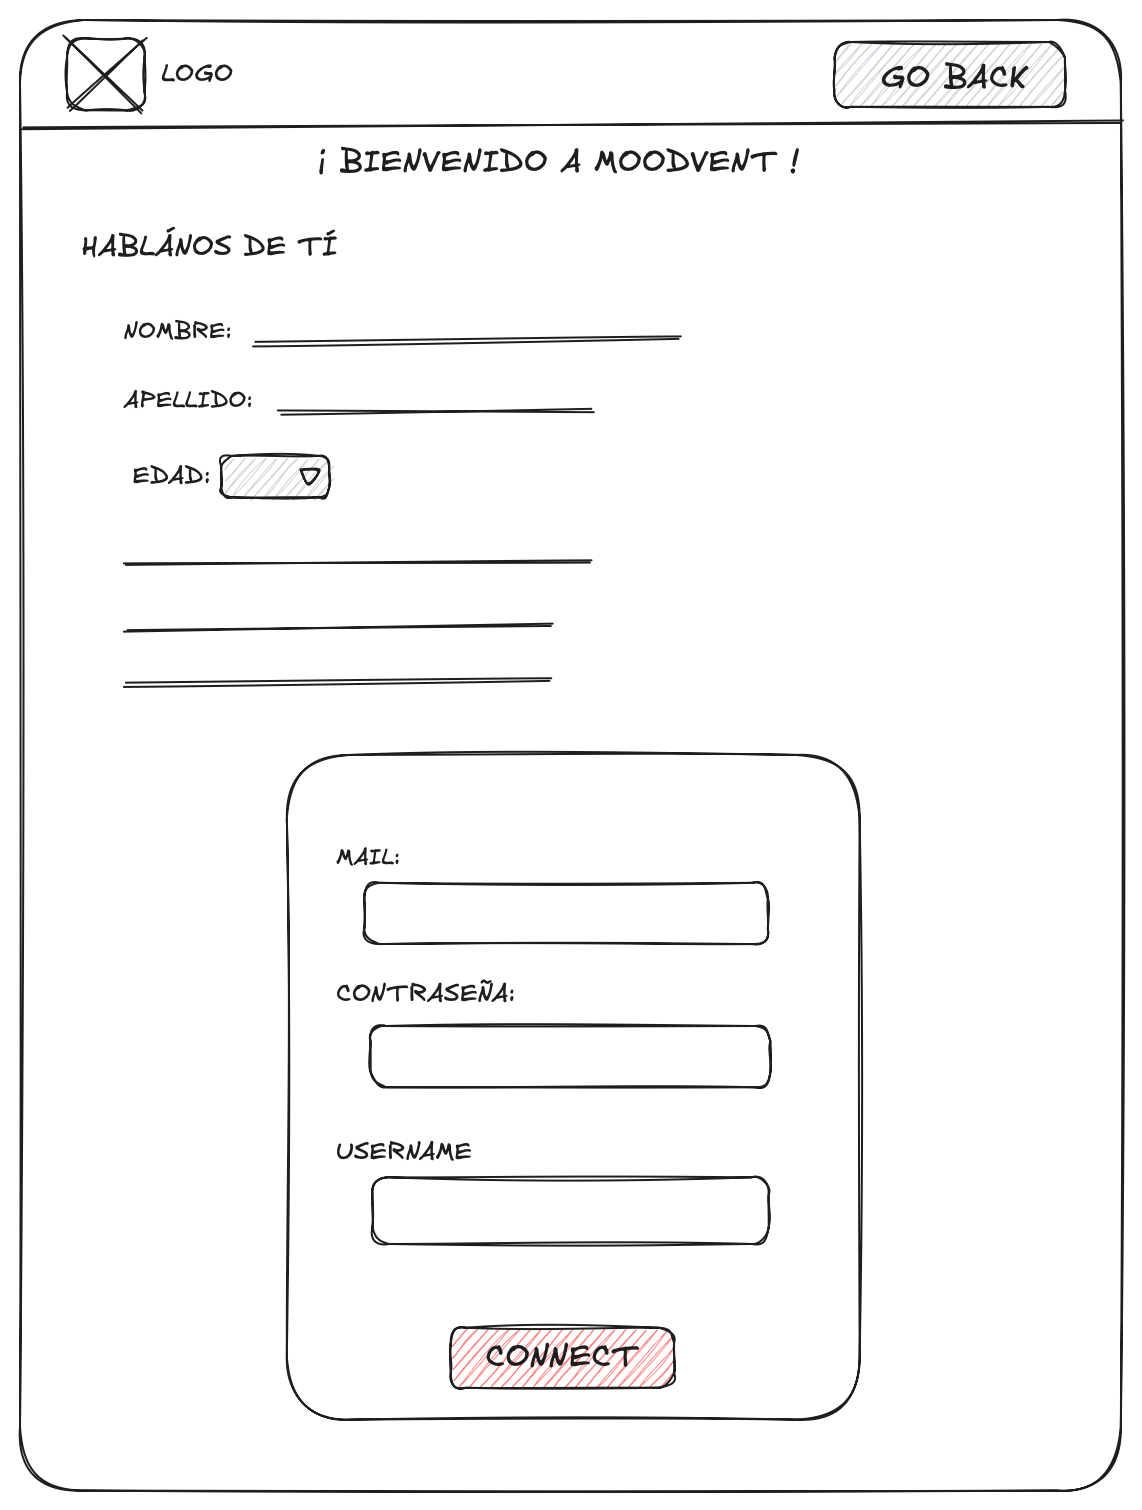 LOGO
GO BACK
¡ BIENVENIDO A MOODVENT !
HABLÁNOS DE TÍ
NOMBRE:
APELLIDO:
EDAD:
MAIL:
CONTRASEÑA:
USERNAME
CONNECT